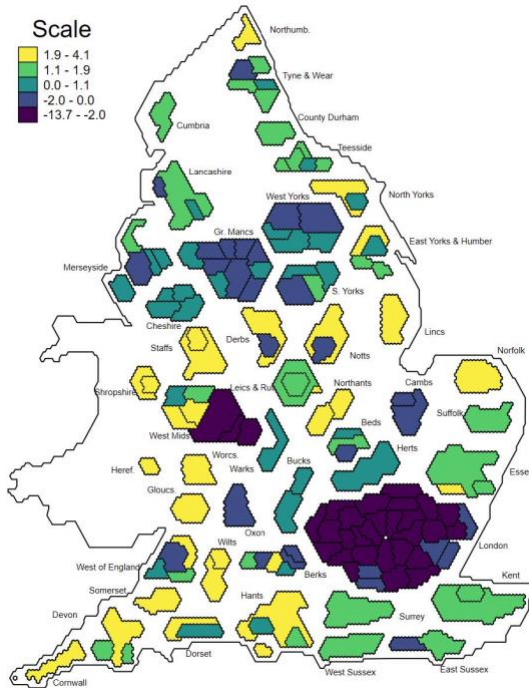 Scale
1.9 - 4.1
1.1 - 1.9
0.0 - 1.1
-2.0 - 0.0
-13.7 - -2.0
Northumb.
Tyne & Wear
Cumbria
County Durham
Teesside
Lancashire
West Yorks
North Yorks
Gr. Mancs
East Yorks & Humber
Merseyside
S. Yorks
Cheshire
Lincs
Staffs
Derbs
Notts
Norfolk
Shropshire
Leics & Ru
Northants
Cambs
Suffolk
West Mids
Beds
Worcs.
Warks
Bucks
Herts
Esse
Heref.
Gloucs.
Oxon
London
Wilts
West of England
Berks
Kent
Somerset
Hants
Devon
Surrey
Dorset
West Sussex
East Sussex
Cornwall